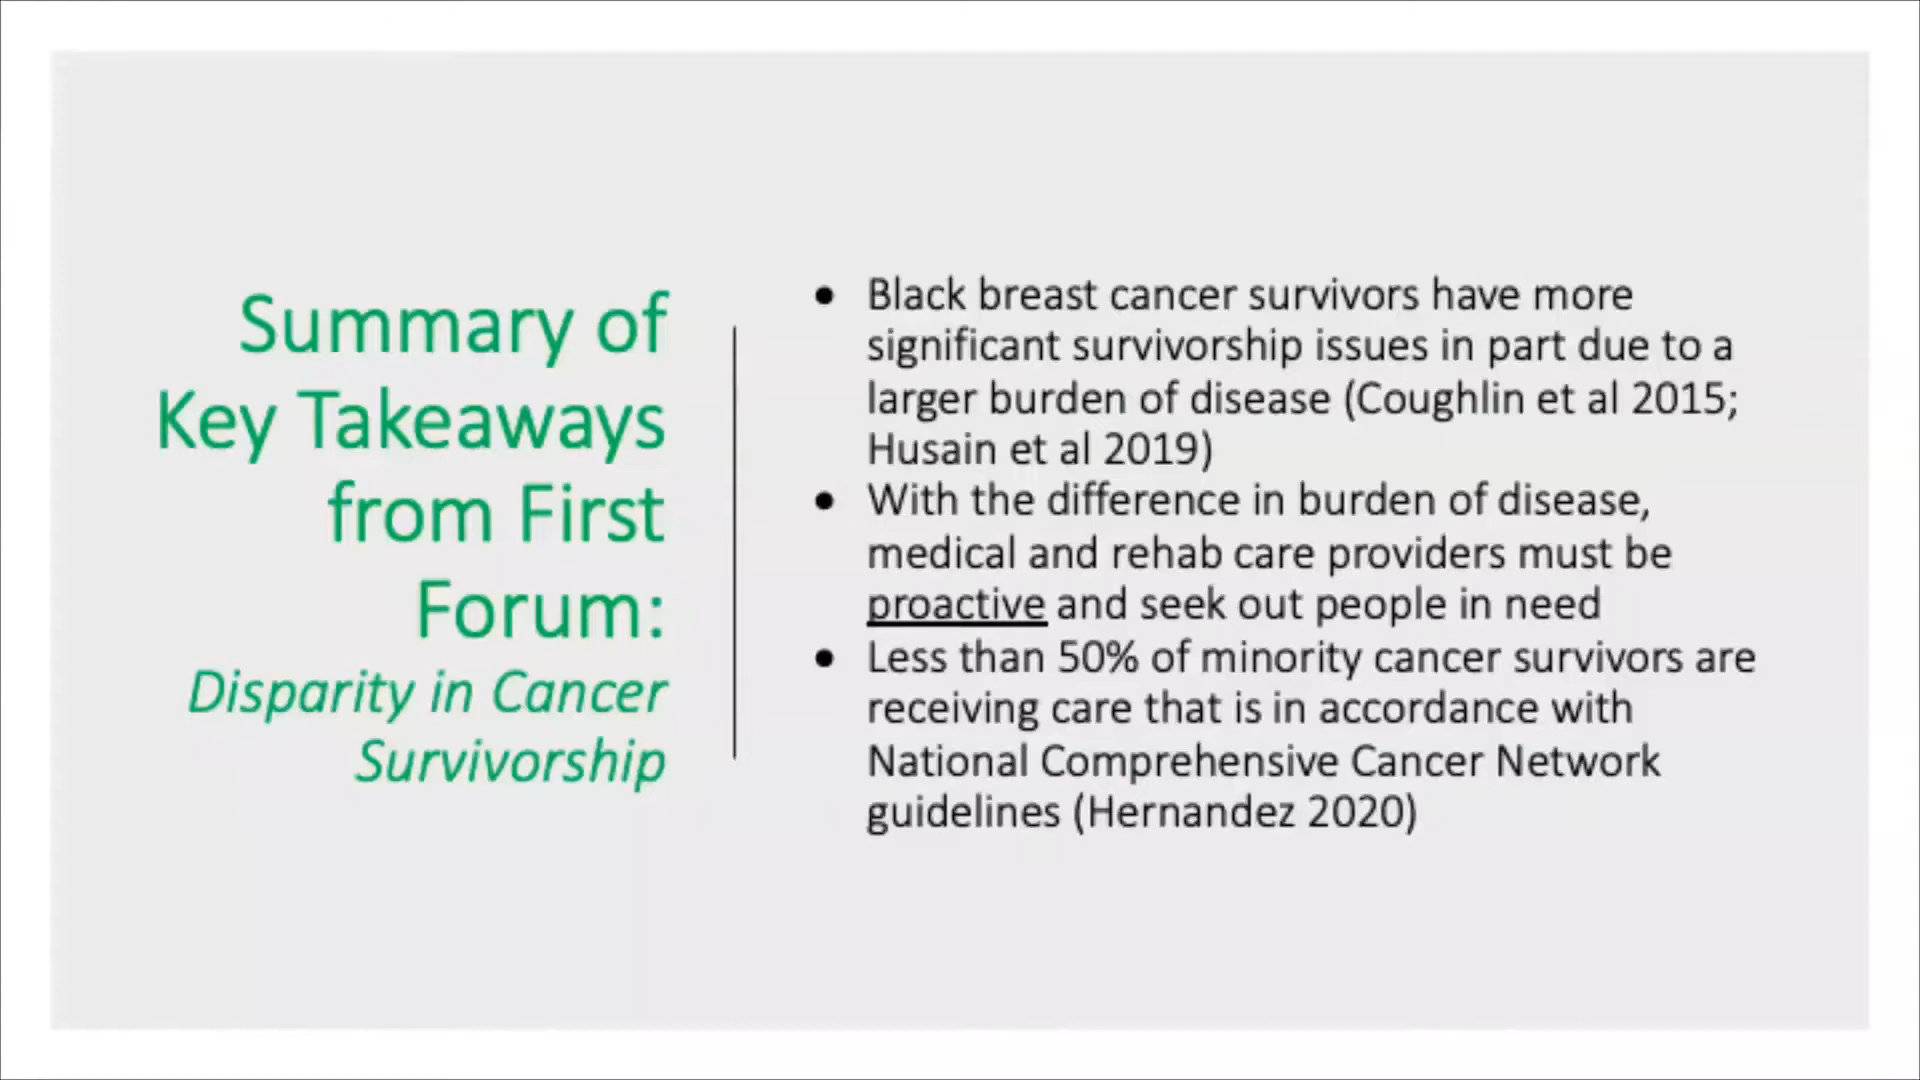 Summary of
Key Takeaways
from First
Forum:
Disparity in Cancer
Survivorship
• Black breast cancer survivors have more
significant survivorship issues in part due to a
larger burden of disease (Coughlin et al 2015;
Husain et al 2019)
• With the difference in burden of disease,
medical and rehab care providers must be
proactive and seek out people in need
• Less than 50% of minority cancer survivors are
receiving care that is in accordance with
National Comprehensive Cancer Network
guidelines (Hernandez 2020)